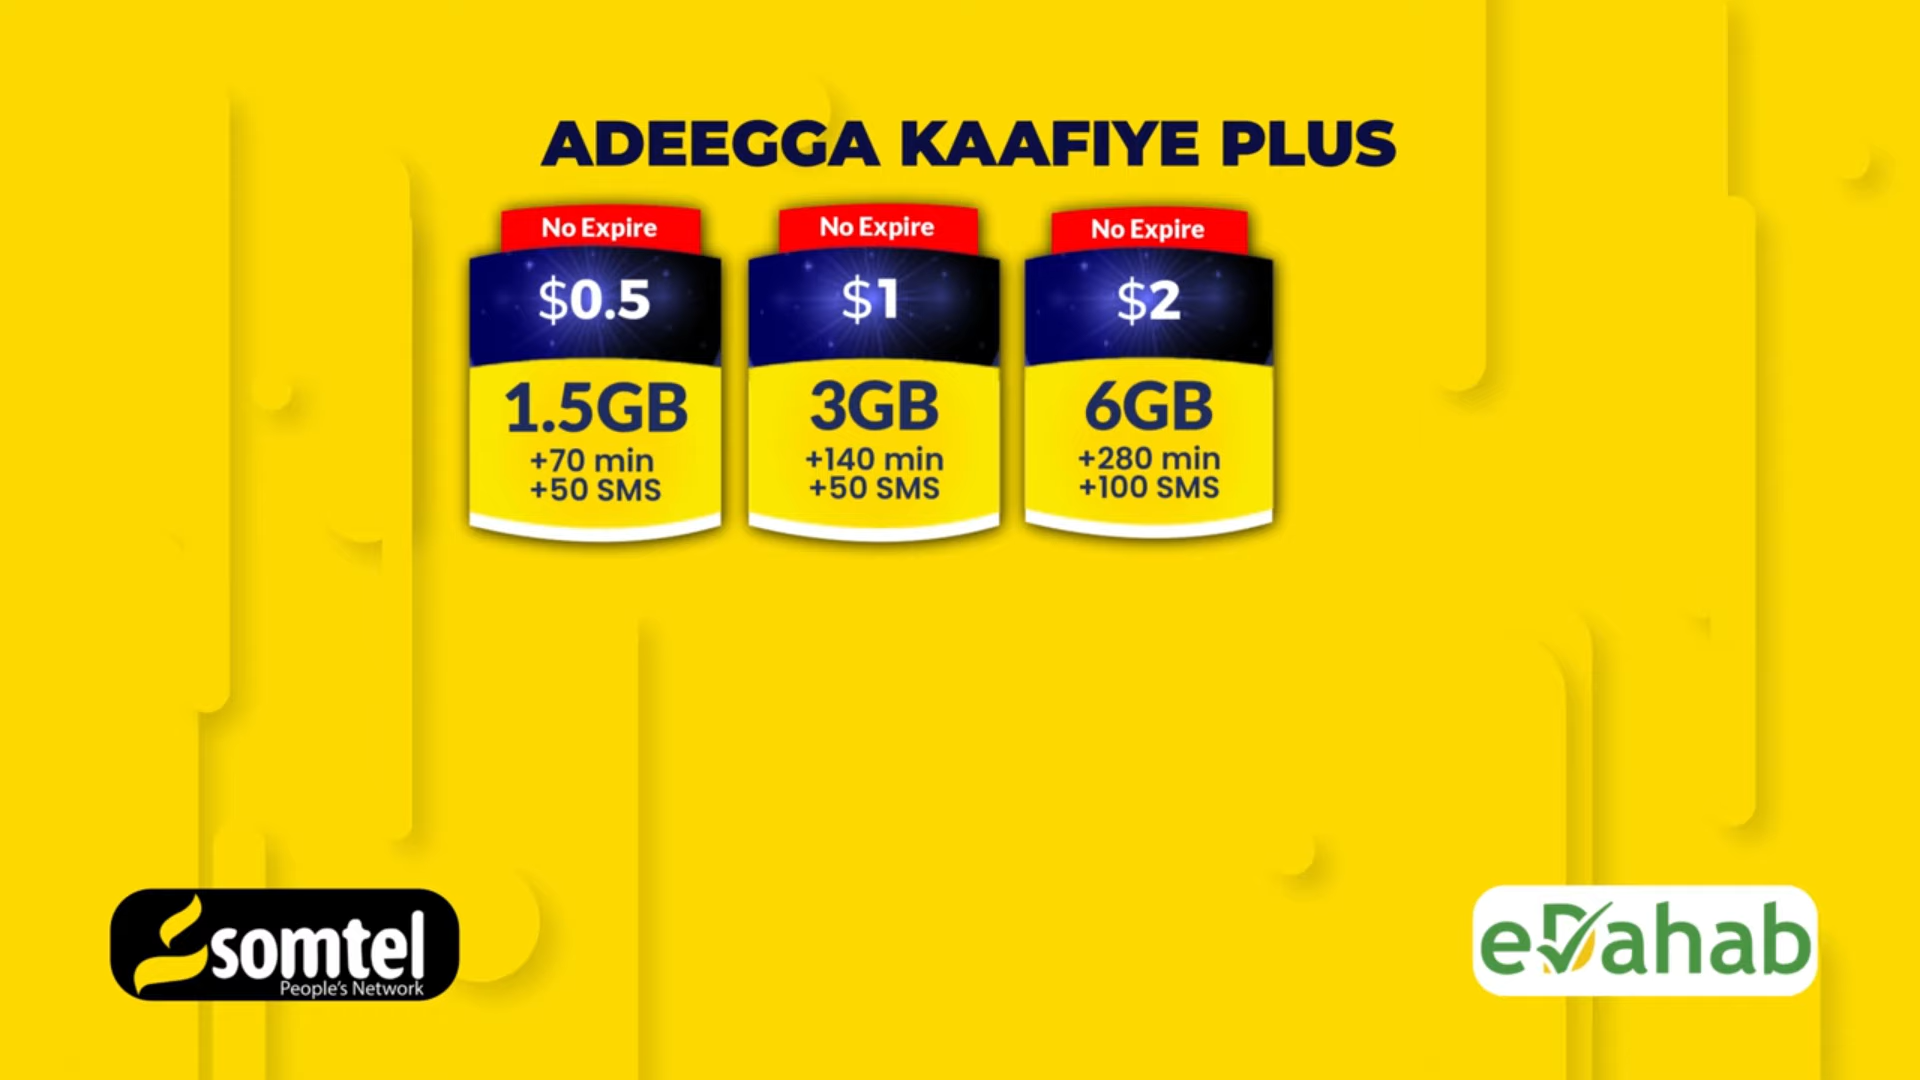 ADEEGGA KAAFIYE PLUS
No Expire
$0.5
1.5GB
+70 min
+50 SMS
No Expire
$1
3GB
+140 min
+50 SMS
No Expire
$2
6GB
+280 min
+100 SMS
somtel
People's Network
eDahab